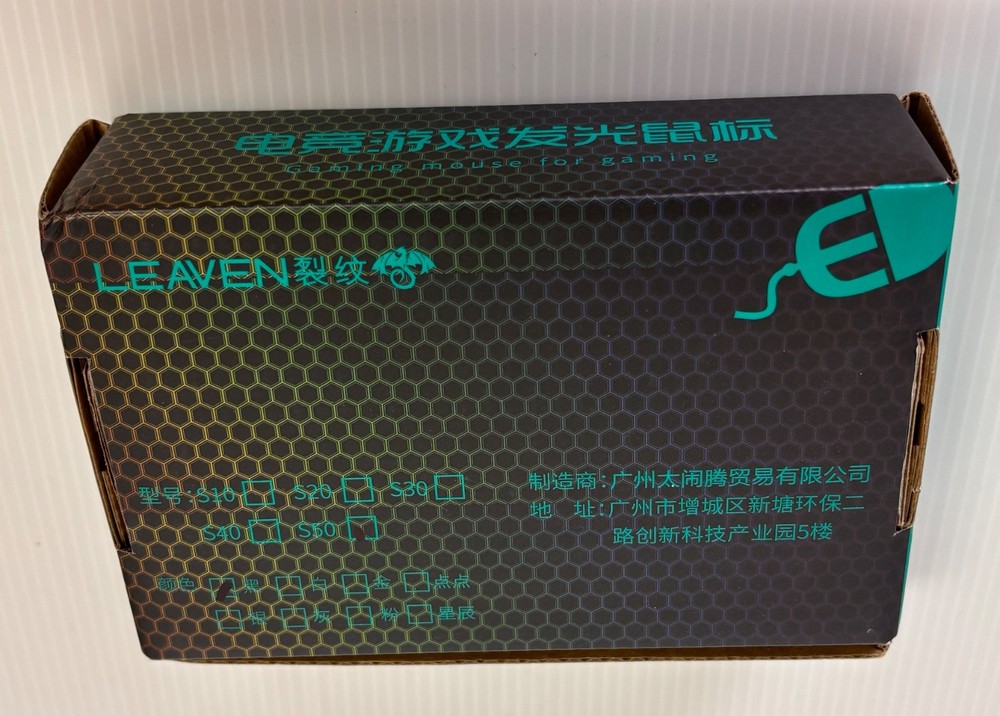 电竞游戏发光鼠标
Gaming mouse for gaming
LEAVEN裂纹
型号:S10 S20 S30
S40 S50
颜色 黑 白 金 点点
银 灰 粉 星辰
制造商:广州太闹腾贸易有限公司
地 址:广州市增城区新塘环保二
路创新科技产业园5楼